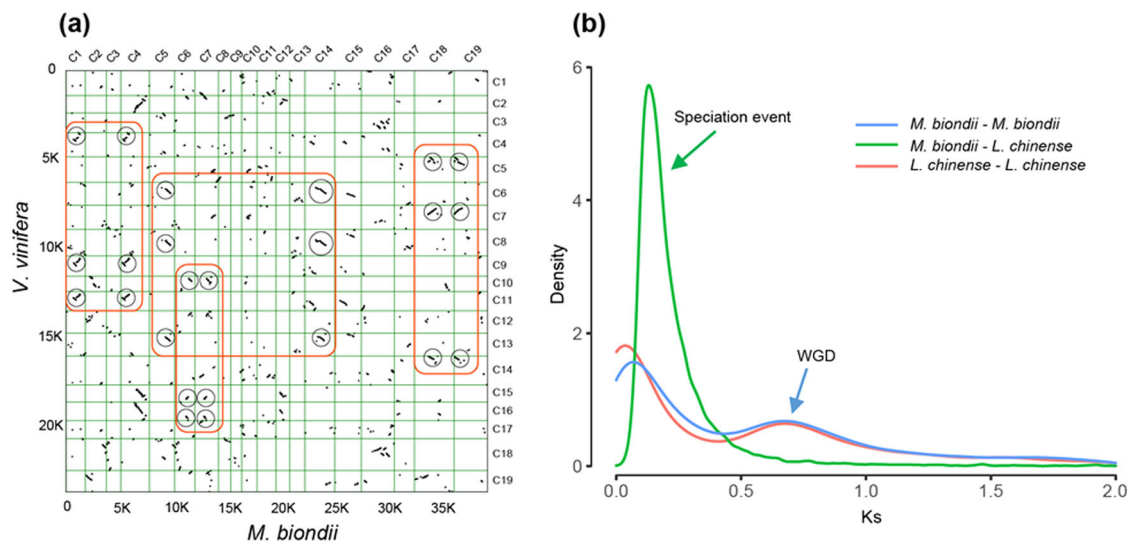 (a)
C1 C2 C3 C4 C5 C6 C7 C8 C9 C10 C11 C12 C13 C14 C15 C16 C17 C18 C19
0
5K
10K
15K
20K
V. vinifera
C1
C2
C3
C4
C5
C6
C7
C8
C9
C10
C11
C12
C13
C14
C15
C16
C17
C18
C19
0 5K 10K 15K 20K 25K 30K 35K
M. biondii
(b)
6
4
2
0
Density
Speciation event
WGD
M. biondii - M. biondii
M. biondii - L. chinense
L. chinense - L. chinense
0.0 0.5 1.0 1.5 2.0
Ks